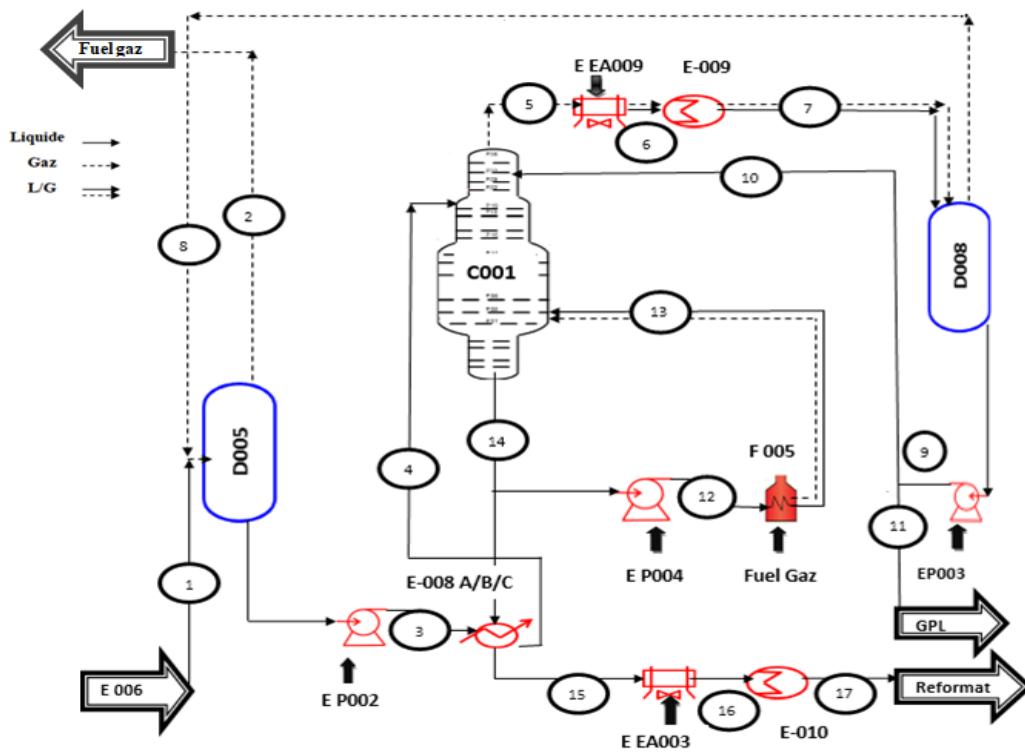 Fuel gaz
Liquide
Gaz
L/G
E EA009
E-009
5
6
7
8
2
10
C001
D008
13
D005
4
14
F 005
9
12
11
1
E-008 A/B/C
E P004
Fuel Gaz
EP003
3
GPL
E 006
E P002
15
16
17
Reformat
E EA003
E-010